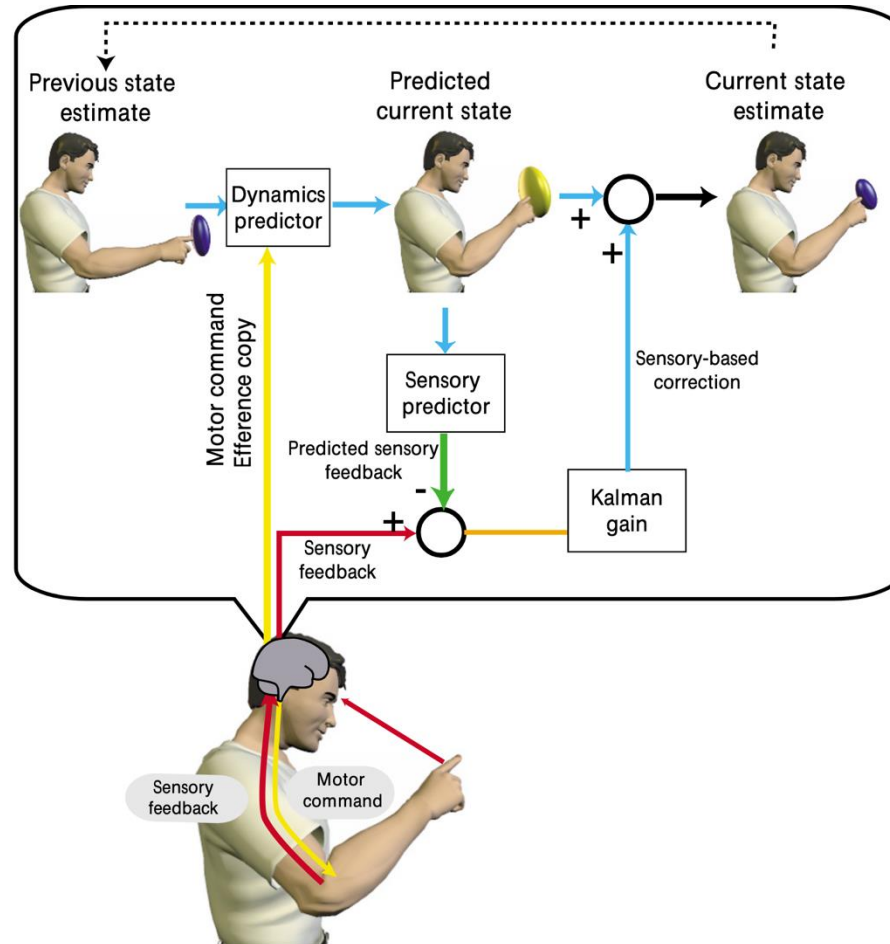 Previous state
estimate
Predicted
current state
Current state
estimate
Dynamics
predictor
+
+
Motor command
Efference copy
Sensory
predictor
Sensory-based
correction
Predicted sensory
feedback
-
+
Kalman
gain
Sensory
feedback
Sensory
feedback
Motor
command